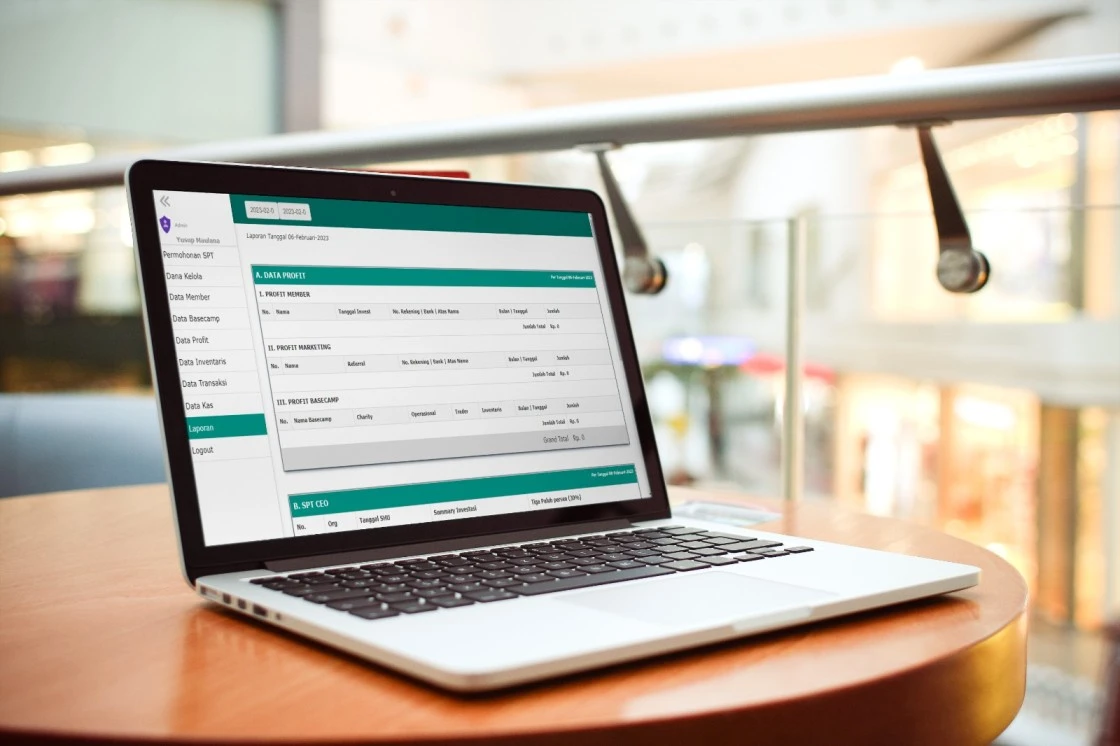 2023-02-0 2023-02-0
Admin
Yusup Maulana
Permohonan SPT
Dana Kelola
Data Member
Data Basecamp
Data Profit
Data Inventaris
Data Transaksi
Data Kas
Laporan
Logout
Laporan Tanggal 06-Februari-2023
A. DATA PROFIT Per Tanggal 06-Februari-2023
I. PROFIT MEMBER
No. Nama Tanggal Invest No. Rekening | Bank | Atas Nama Bulan | Tanggal Jumlah
Jumlah Total Rp. 0
II. PROFIT MARKETING
No. Nama Referral No. Rekening | Bank | Atas Nama Bulan | Tanggal Jumlah
Jumlah Total Rp. 0
III. PROFIT BASECAMP
No. Nama Basecamp Charity Operasional Trader Inventaris Bulan | Tanggal Jumlah
Jumlah Total Rp. 0
Grand Total Rp. 0
B. SPT CEO Per Tanggal 06-Februari-2023
No. Org Tanggal SMU Summary Investasi Tiga Puluh persen (30%)